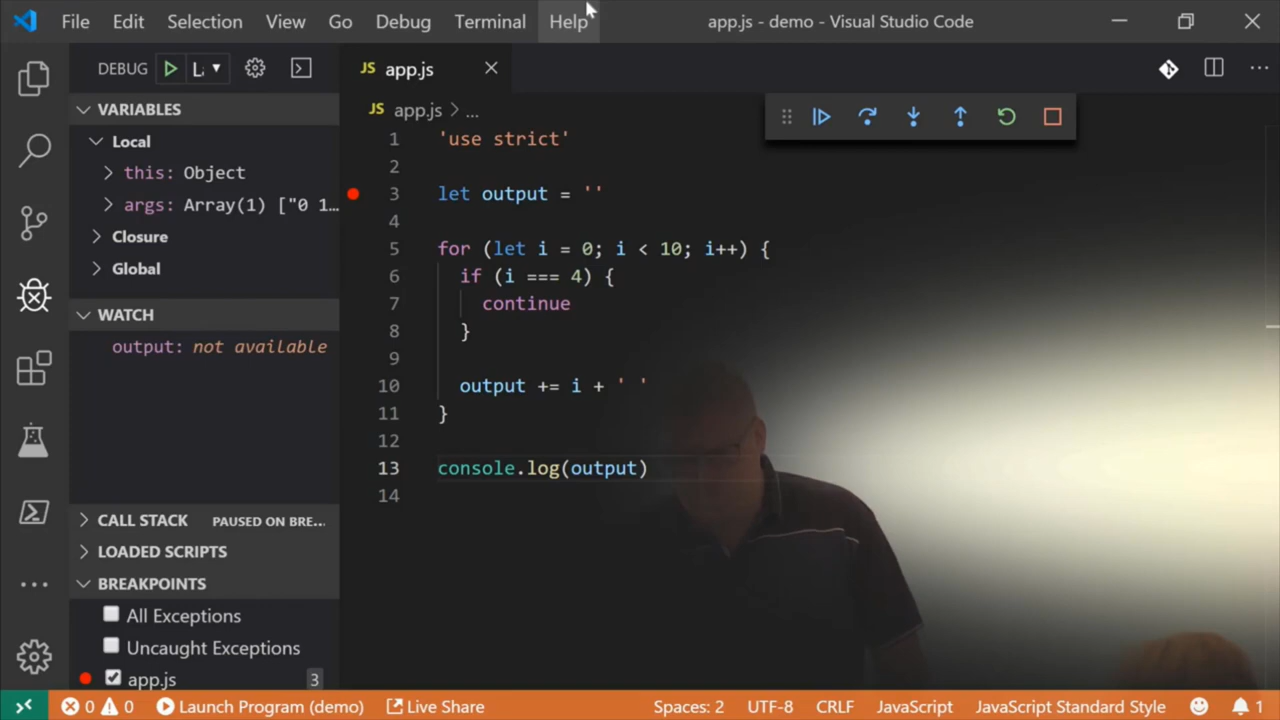 File Edit Selection View Go Debug Terminal Help app.js - demo - Visual Studio Code
DEBUG
JS app.js
VARIABLES
JS app.js > ...
Local
this: Object
args: Array(1) ["0 1…
Closure
Global
WATCH
output: not available
CALL STACK PAUSED ON BRE…
LOADED SCRIPTS
BREAKPOINTS
All Exceptions
Uncaught Exceptions
app.js 3
1 'use strict'
2
3 let output = ''
4
5 for (let i = 0; i < 10; i++) {
6 if (i === 4) {
7 continue
8 }
9
10 output += i + ' '
11 }
12
13 console.log(output)
14
0 0 Launch Program (demo) Live Share Spaces: 2 UTF-8 CRLF JavaScript JavaScript Standard Style 1